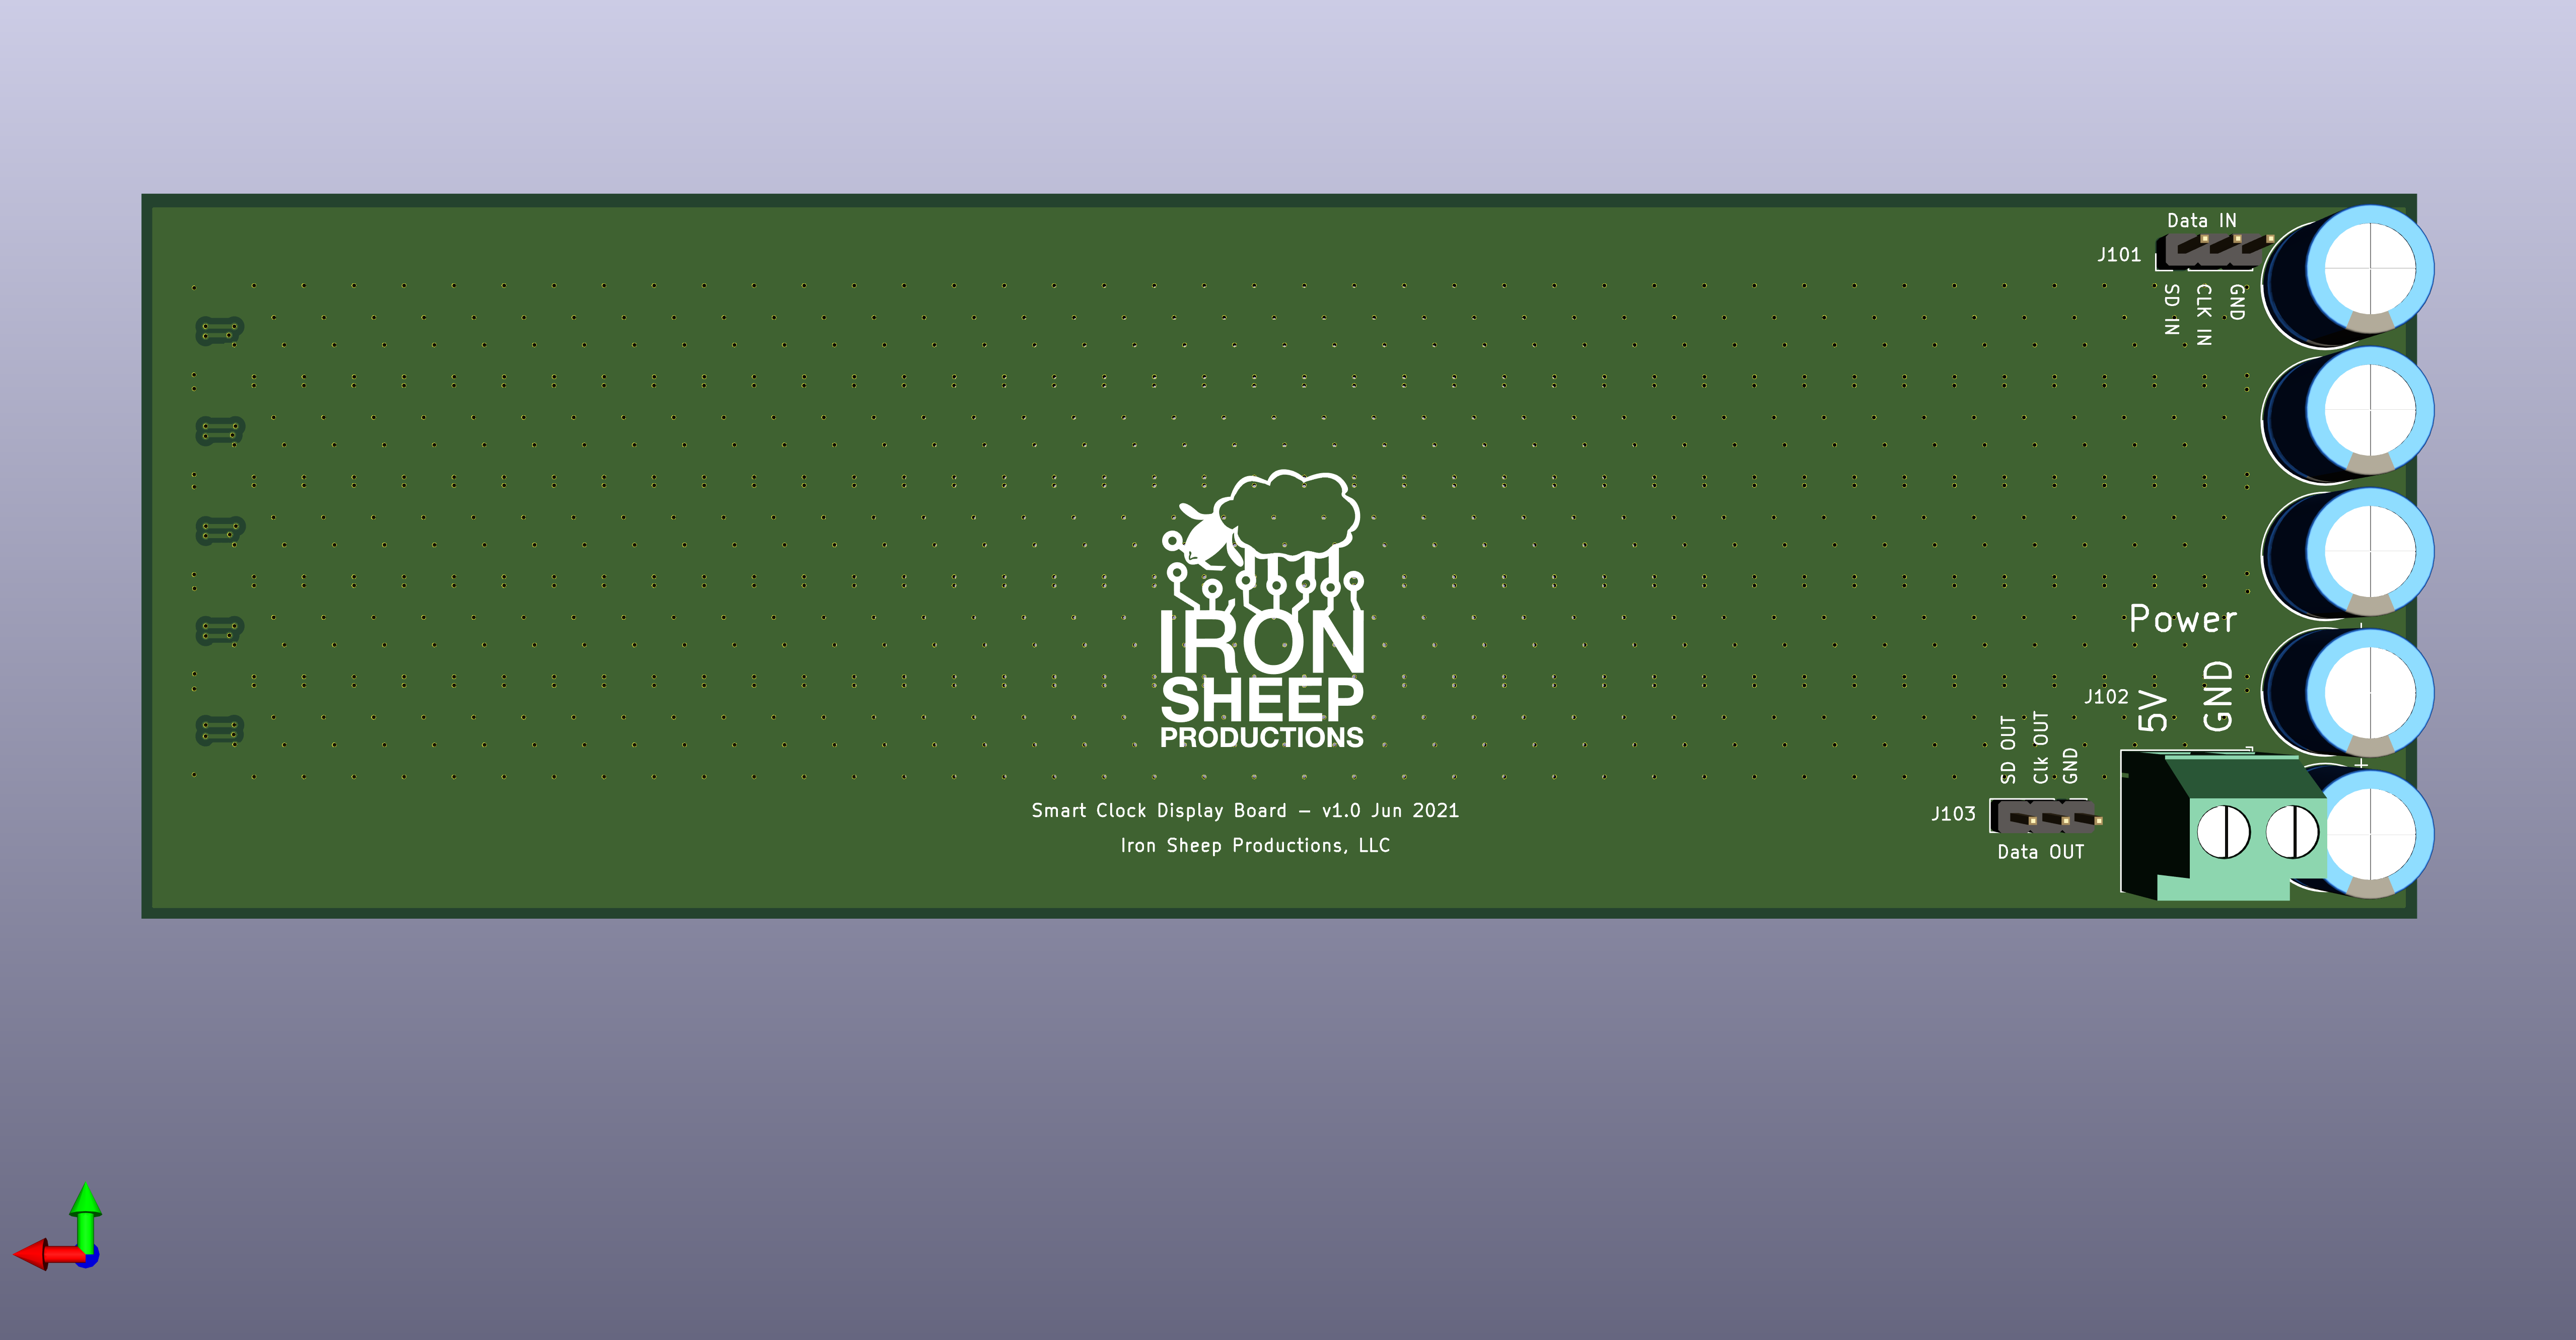 Data IN
J101
SD IN
CLK IN
GND
Power
J102
5V
GND
SD OUT
Clk OUT
GND
J103
Data OUT
IRON
SHEEP
PRODUCTIONS
Smart Clock Display Board – v1.0 Jun 2021
Iron Sheep Productions, LLC